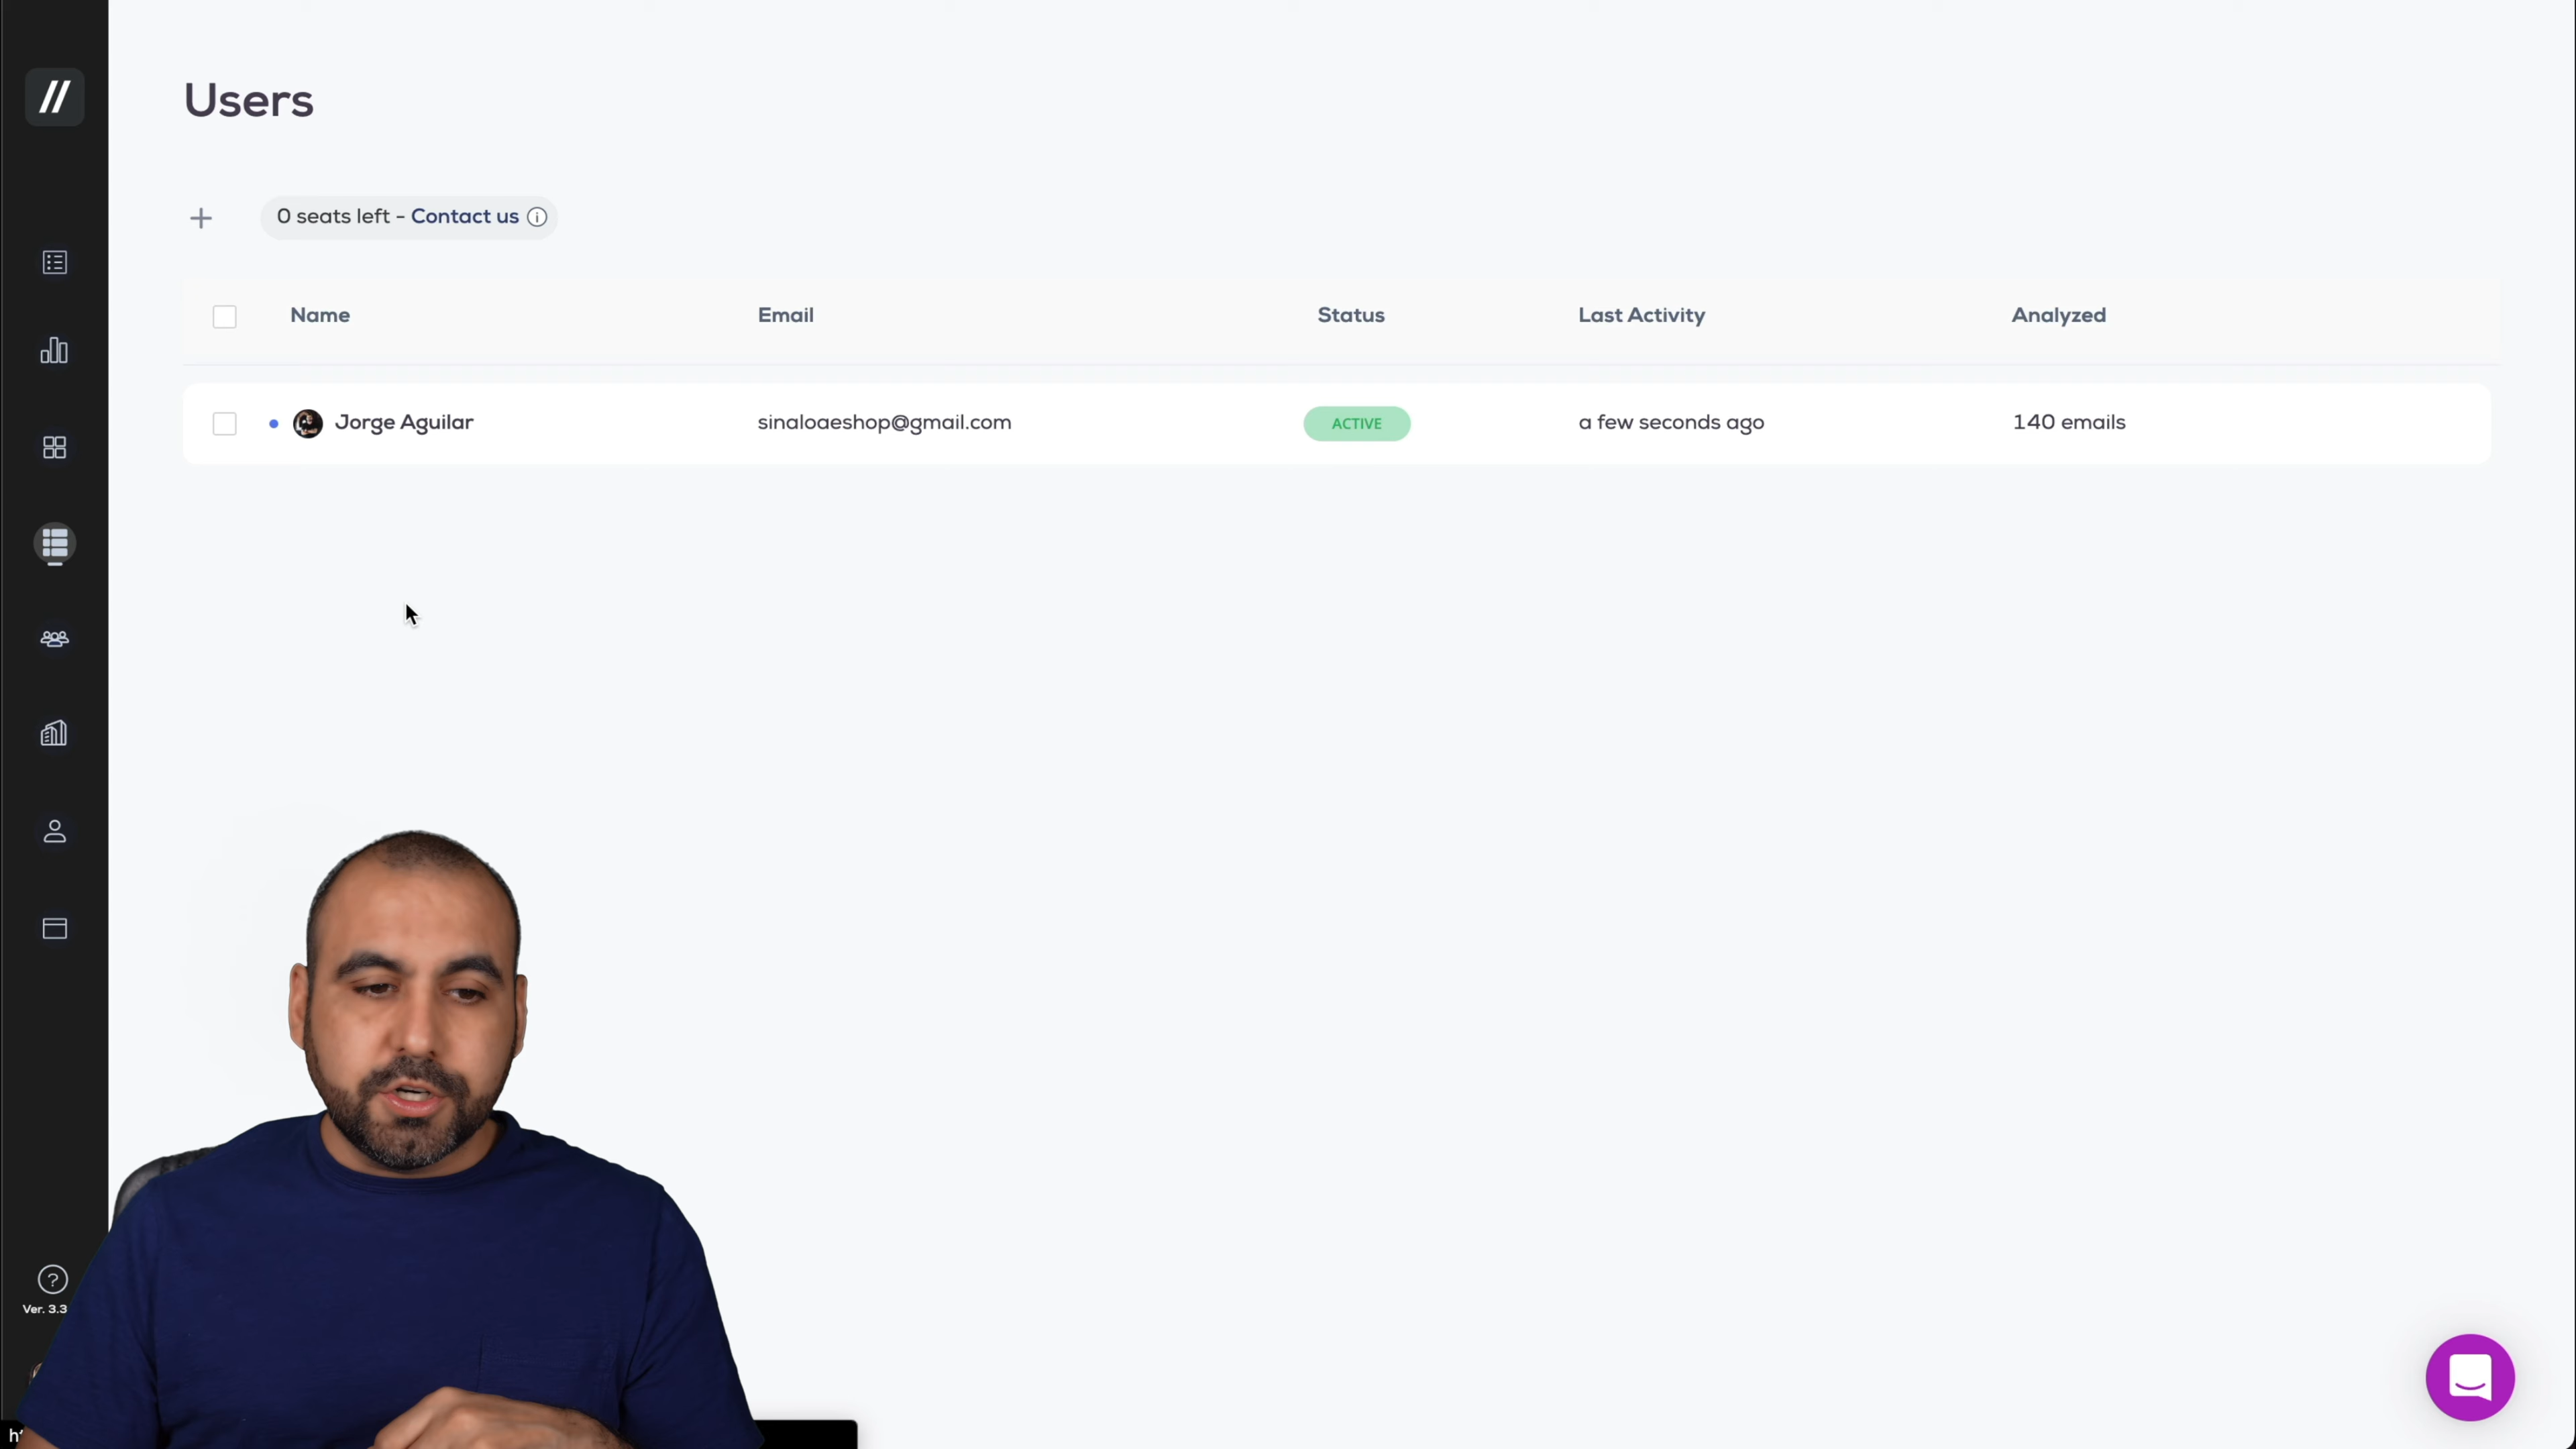 //
Users
0 seats left - Contact us
Name Email Status Last Activity Analyzed
Jorge Aguilar sinaloaeshop@gmail.com ACTIVE a few seconds ago 140 emails
?
Ver. 3.3